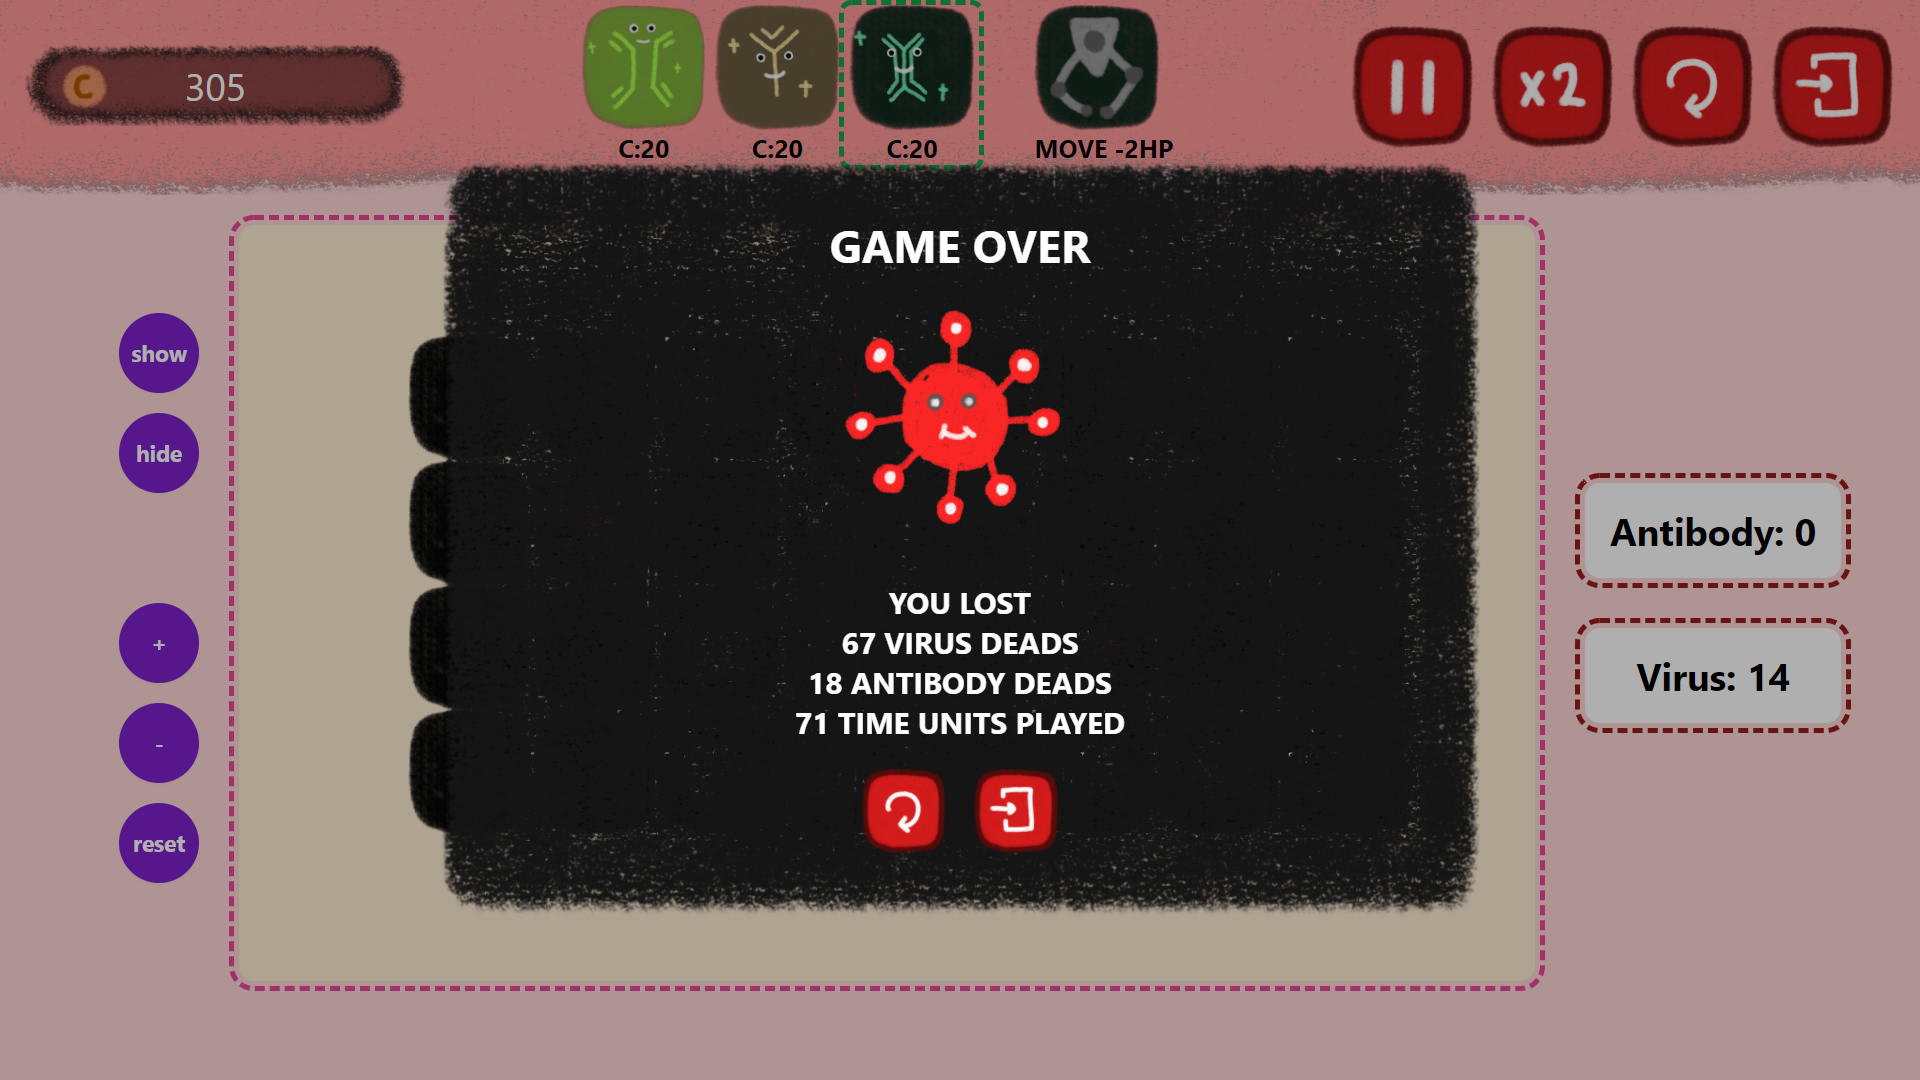 C 305
C:20
C:20
C:20
MOVE -2HP
x2
GAME OVER
show
hide
+
-
reset
YOU LOST
67 VIRUS DEADS
18 ANTIBODY DEADS
71 TIME UNITS PLAYED
Antibody: 0
Virus: 14